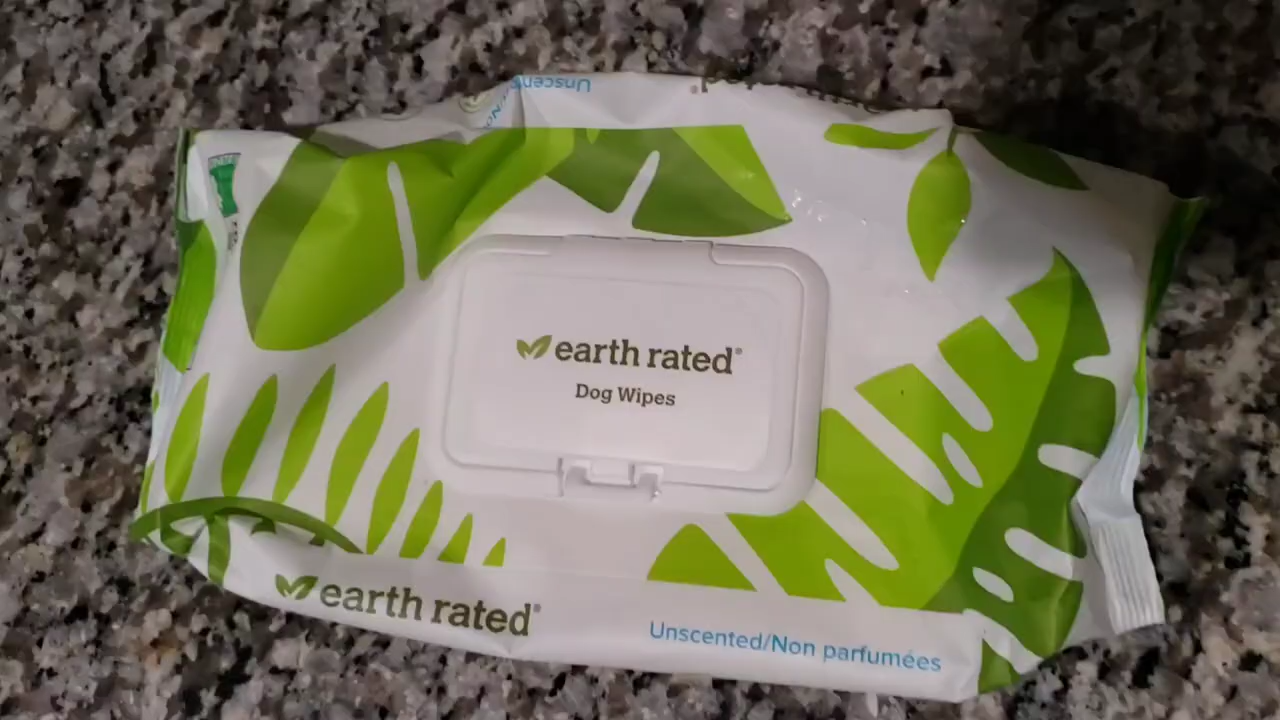 Unscented
earth rated®
Dog Wipes
earth rated®
Unscented/Non parfumées